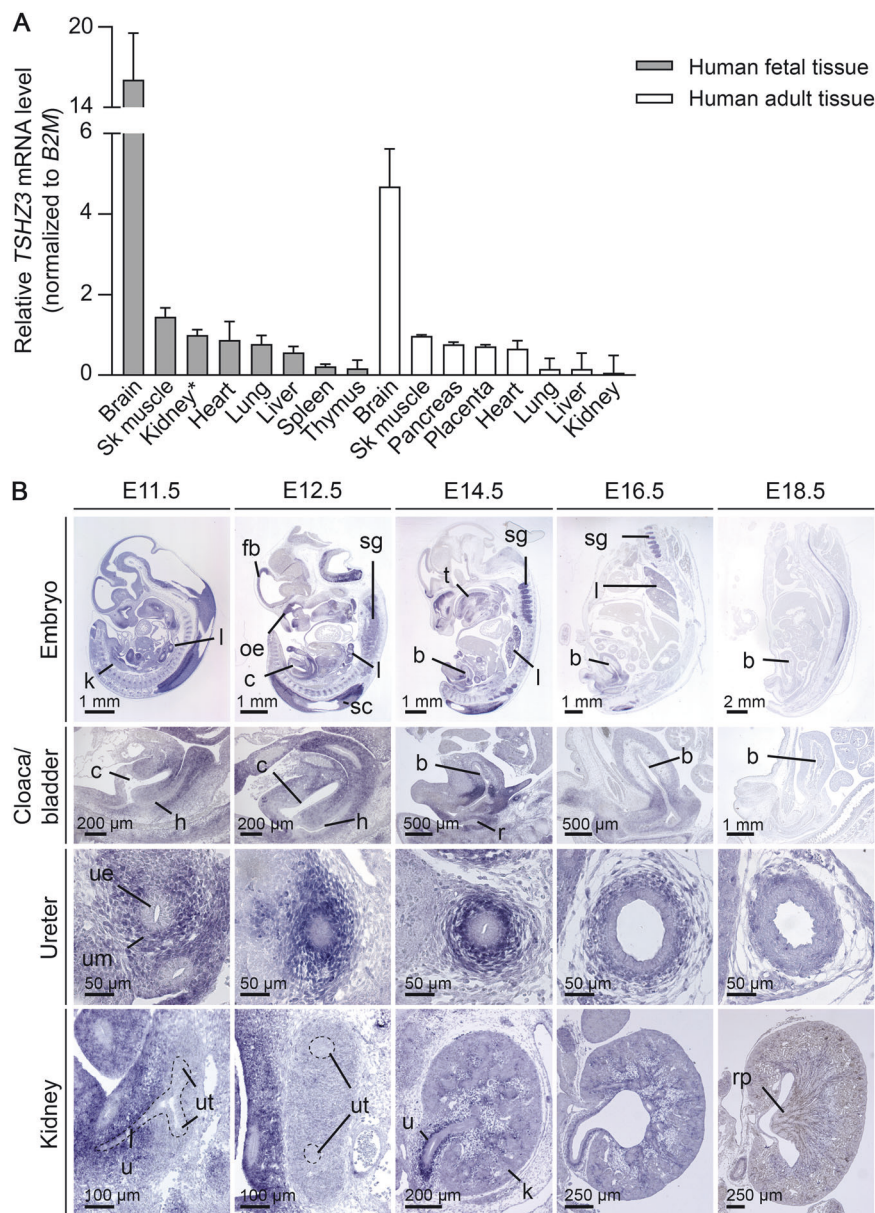 A
Relative TSHZ3 mRNA level
(normalized to B2M)
20
14
6
4
2
0
Human fetal tissue
Human adult tissue
Brain
Sk muscle
Kidney*
Heart
Lung
Liver
Spleen
Thymus
Brain
Sk muscle
Pancreas
Placenta
Heart
Lung
Liver
Kidney
B
E11.5 E12.5 E14.5 E16.5 E18.5
Embryo
k
l
1 mm
fb
sg
oe
c
l
sc
1 mm
t
sg
b
l
1 mm
sg
l
b
1 mm
b
2 mm
Cloaca/
bladder
c
h
200 µm
c
h
200 µm
b
r
500 µm
b
500 µm
b
1 mm
Ureter
ue
um
50 µm
50 µm
50 µm
50 µm
50 µm
Kidney
ut
u
100 µm
ut
100 µm
u
k
200 µm
250 µm
rp
250 µm